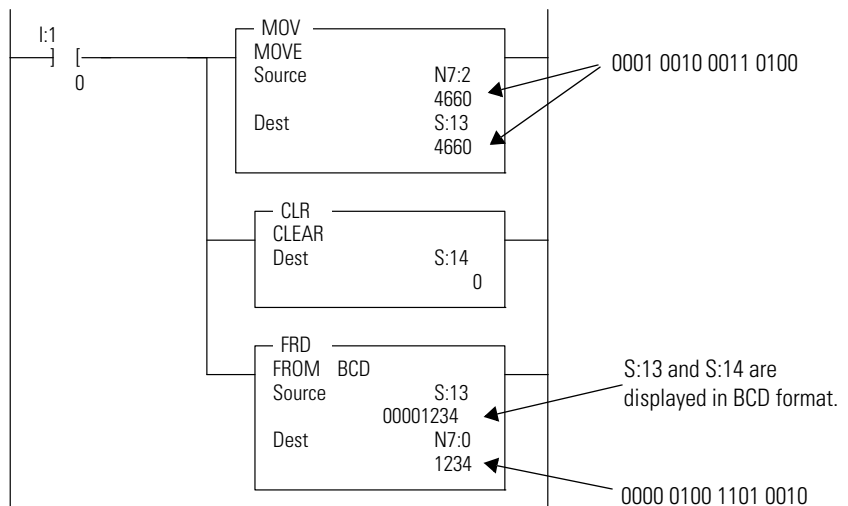 I:1
] [
0
MOV
MOVE
Source N7:2
4660
Dest S:13
4660
0001 0010 0011 0100
CLR
CLEAR
Dest S:14
0
FRD
FROM BCD
Source S:13
00001234
Dest N7:0
1234
S:13 and S:14 are
displayed in BCD format.
0000 0100 1101 0010